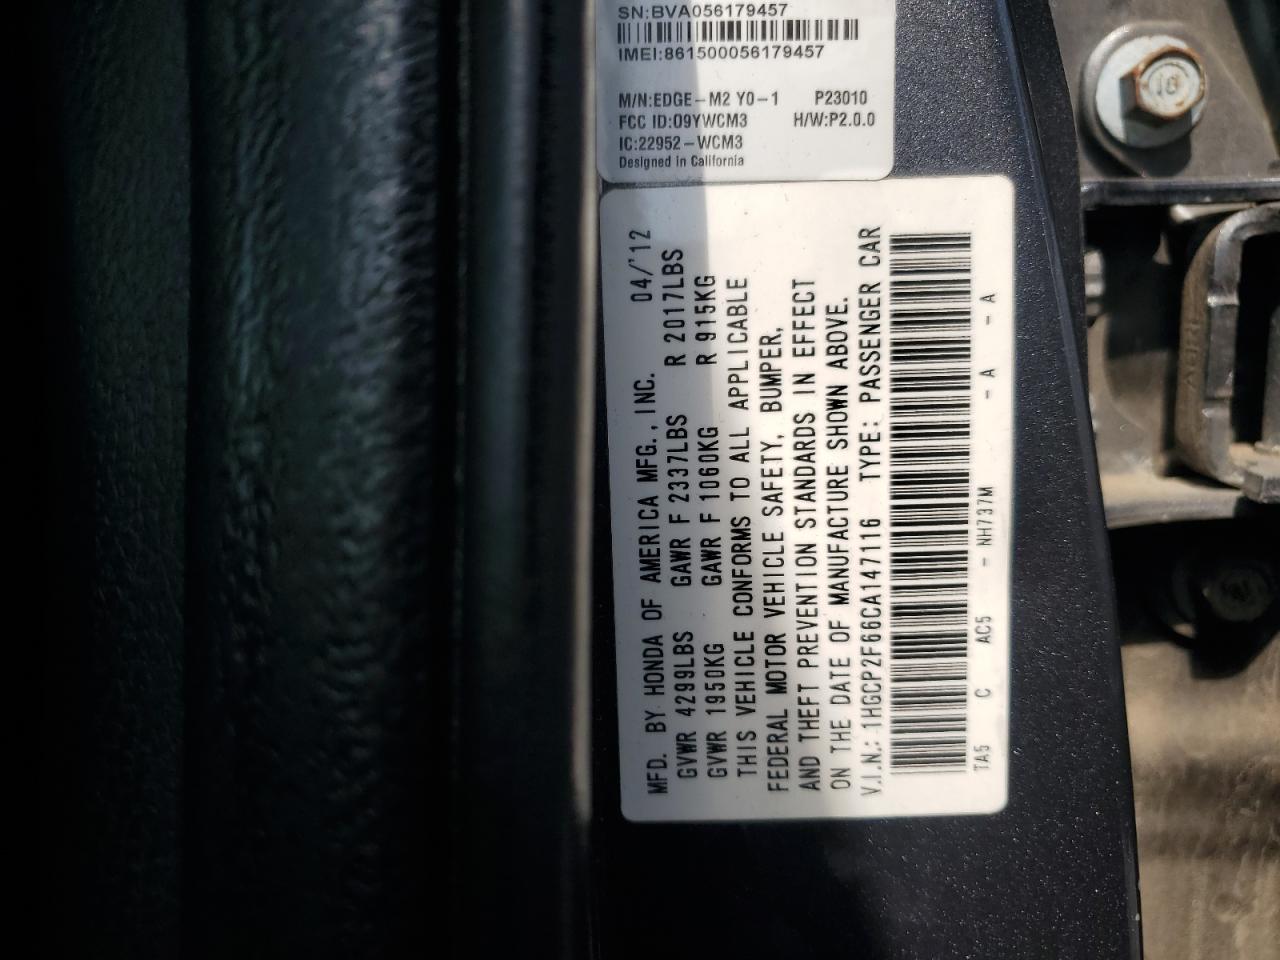 SN:BVA056179457
IMEI:861500056179457
M/N:EDGE-M2 Y0-1 P23010
FCC ID:O9YWCM3 H/W:P2.0.0
IC:22952-WCM3
Designed in California
MFD. BY HONDA OF AMERICA MFG., INC. 04/'12
GVWR 4299LBS GAWR F 2337LBS R 2017LBS
GVWR 1950KG GAWR F 1060KG R 915KG
THIS VEHICLE CONFORMS TO ALL APPLICABLE
FEDERAL MOTOR VEHICLE SAFETY, BUMPER,
AND THEFT PREVENTION STANDARDS IN EFFECT
ON THE DATE OF MANUFACTURE SHOWN ABOVE.
V.I.N.: 1HGCP2F66CA147116 TYPE: PASSENGER CAR
TA5 C AC5 - NH737M - A - A
10